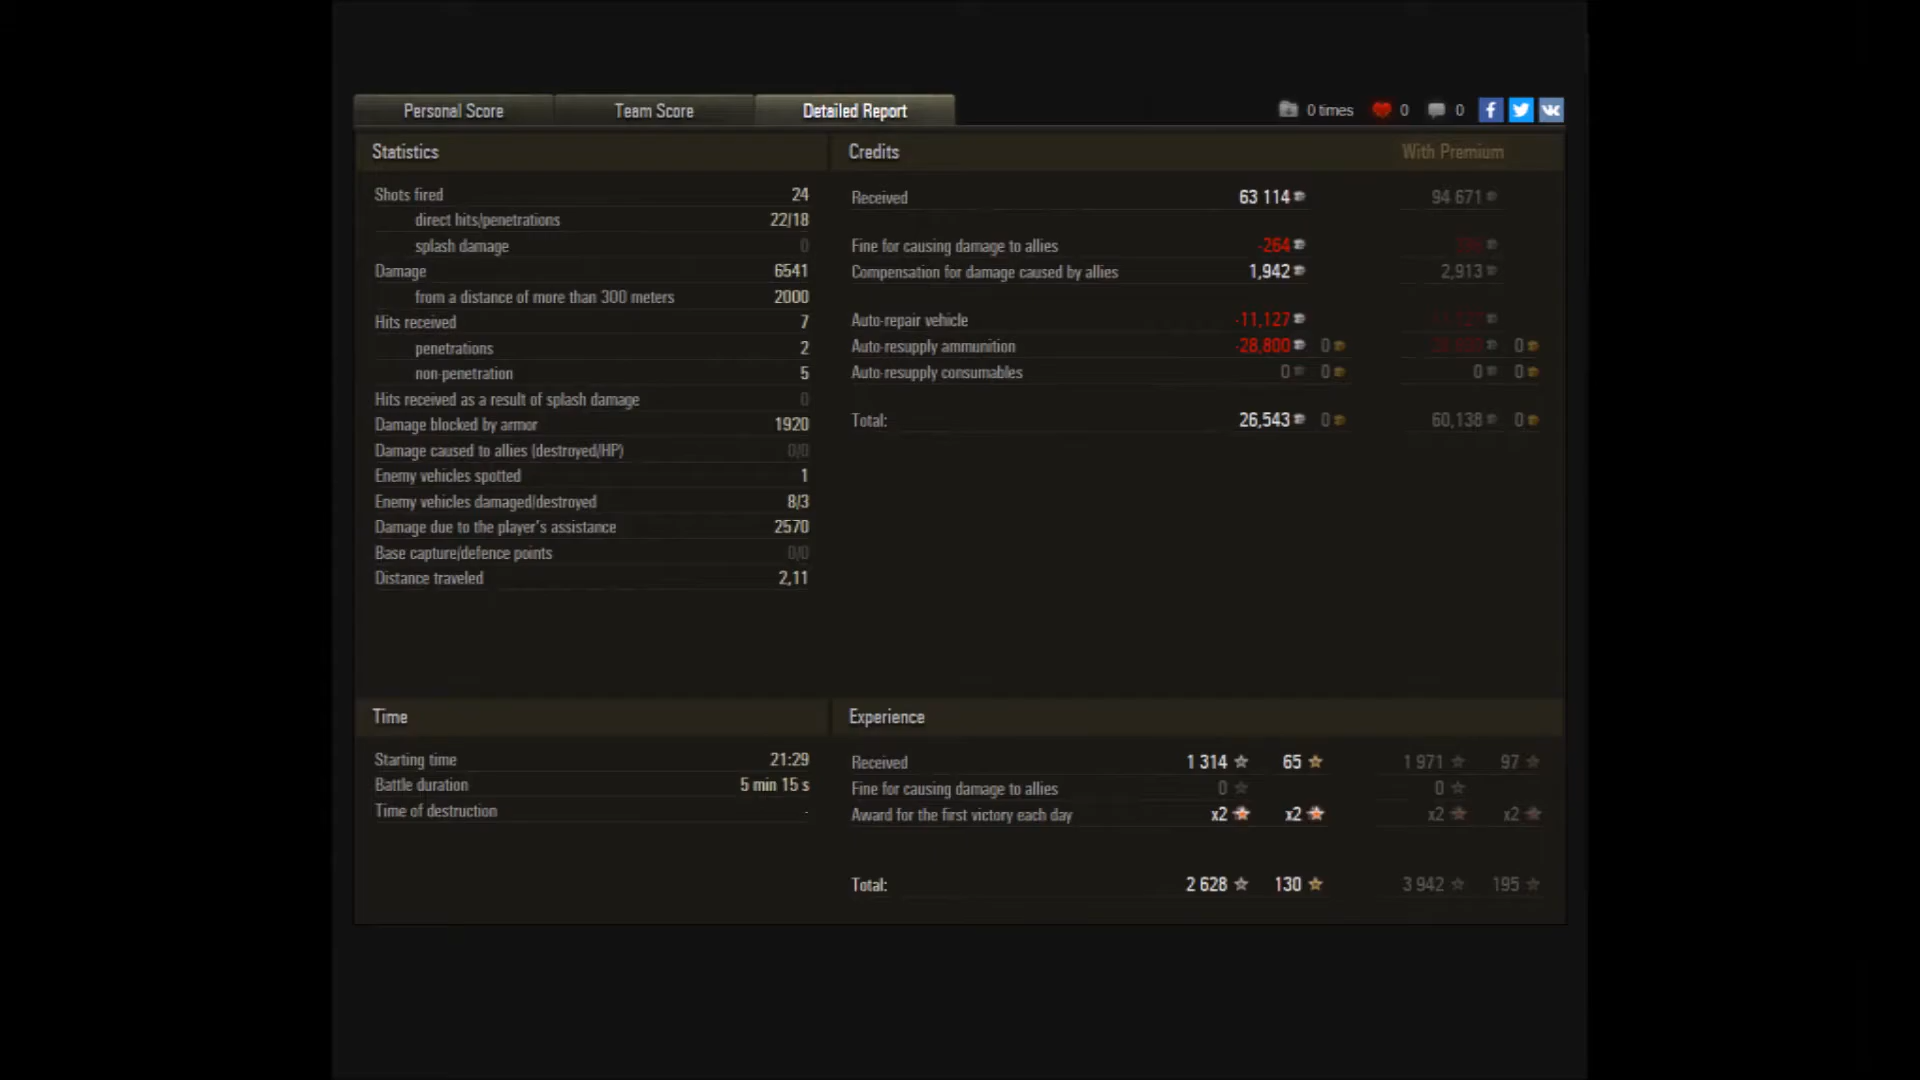 Personal Score Team Score Detailed Report 0 times 0 0
Statistics
Shots fired 24
direct hits/penetrations 22/18
splash damage 0
Damage 6541
from a distance of more than 300 meters 2000
Hits received 7
penetrations 2
non-penetration 5
Hits received as a result of splash damage 0
Damage blocked by armor 1920
Damage caused to allies (destroyed/HP) 0/0
Enemy vehicles spotted 1
Enemy vehicles damaged/destroyed 8/3
Damage due to the player's assistance 2570
Base capture/defence points 0/0
Distance traveled 2,11
Credits With Premium
Received 63 114 94 671
Fine for causing damage to allies -264
Compensation for damage caused by allies 1,942 2,913
Auto-repair vehicle -11,127
Auto-resupply ammunition -28,800 0 0
Auto-resupply consumables 0 0 0 0
Total: 26,543 0 60,138 0
Time
Starting time 21:29
Battle duration 5 min 15 s
Time of destruction -
Experience
Received 1 314 65 1 971 97
Fine for causing damage to allies 0 0
Award for the first victory each day x2 x2 x2 x2
Total: 2 628 130 3 942 195